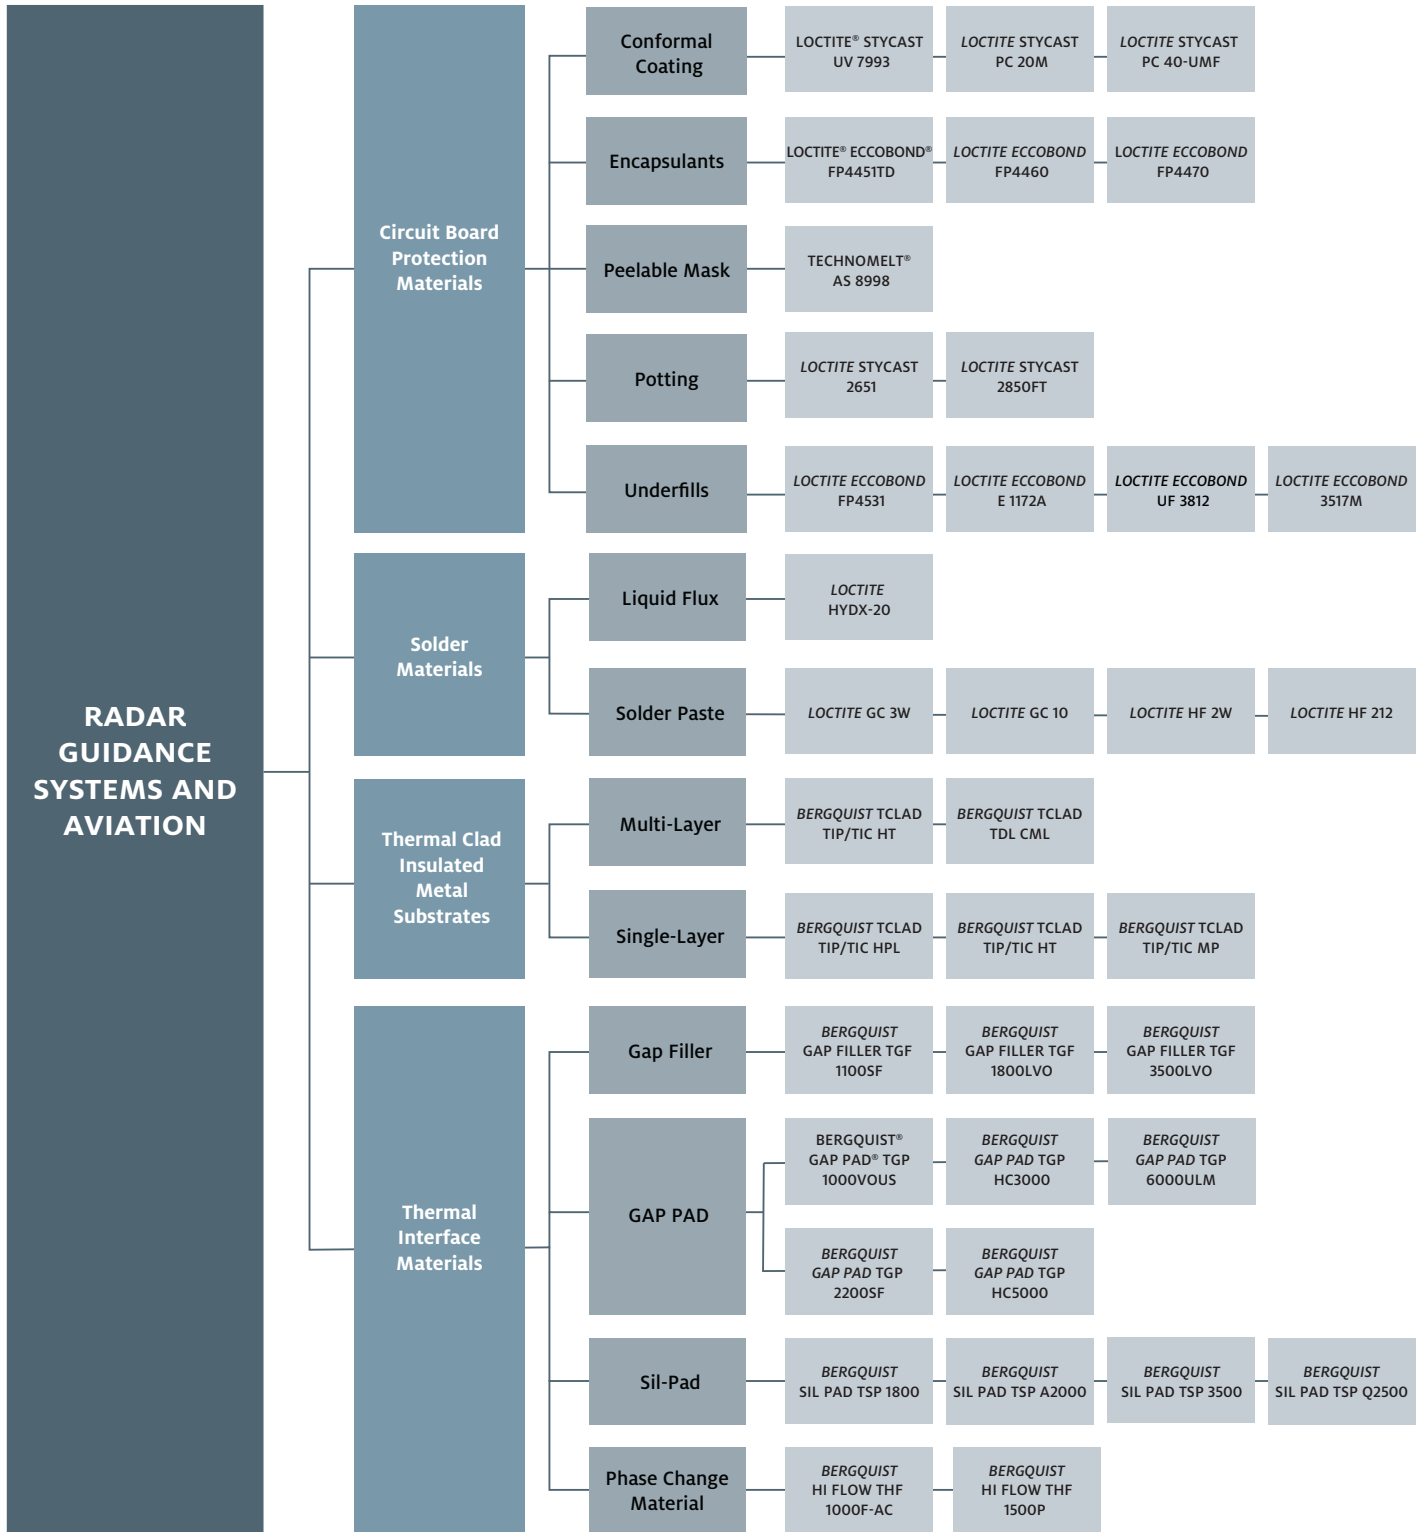 RADAR
GUIDANCE
SYSTEMS AND
AVIATION
Circuit Board
Protection
Materials
Conformal
Coating
LOCTITE® STYCAST
UV 7993
LOCTITE STYCAST
PC 20M
LOCTITE STYCAST
PC 40-UMF
Encapsulants
LOCTITE® ECCOBOND®
FP4451TD
LOCTITE ECCOBOND
FP4460
LOCTITE ECCOBOND
FP4470
Peelable Mask
TECHNOMELT®
AS 8998
Potting
LOCTITE STYCAST
2651
LOCTITE STYCAST
2850FT
Underfills
LOCTITE ECCOBOND
FP4531
LOCTITE ECCOBOND
E 1172A
LOCTITE ECCOBOND
UF 3812
LOCTITE ECCOBOND
3517M
Solder
Materials
Liquid Flux
LOCTITE
HYDX-20
Solder Paste
LOCTITE GC 3W
LOCTITE GC 10
LOCTITE HF 2W
LOCTITE HF 212
Thermal Clad
Insulated
Metal
Substrates
Multi-Layer
BERGQUIST TCLAD
TIP/TIC HT
BERGQUIST TCLAD
TDL CML
Single-Layer
BERGQUIST TCLAD
TIP/TIC HPL
BERGQUIST TCLAD
TIP/TIC HT
BERGQUIST TCLAD
TIP/TIC MP
Thermal
Interface
Materials
Gap Filler
BERGQUIST
GAP FILLER TGF
1100SF
BERGQUIST
GAP FILLER TGF
1800LVO
BERGQUIST
GAP FILLER TGF
3500LVO
GAP PAD
BERGQUIST®
GAP PAD® TGP
1000VOUS
BERGQUIST
GAP PAD TGP
HC3000
BERGQUIST
GAP PAD TGP
6000ULM
BERGQUIST
GAP PAD TGP
2200SF
BERGQUIST
GAP PAD TGP
HC5000
Sil-Pad
BERGQUIST
SIL PAD TSP 1800
BERGQUIST
SIL PAD TSP A2000
BERGQUIST
SIL PAD TSP 3500
BERGQUIST
SIL PAD TSP Q2500
Phase Change
Material
BERGQUIST
HI FLOW THF
1000F-AC
BERGQUIST
HI FLOW THF
1500P